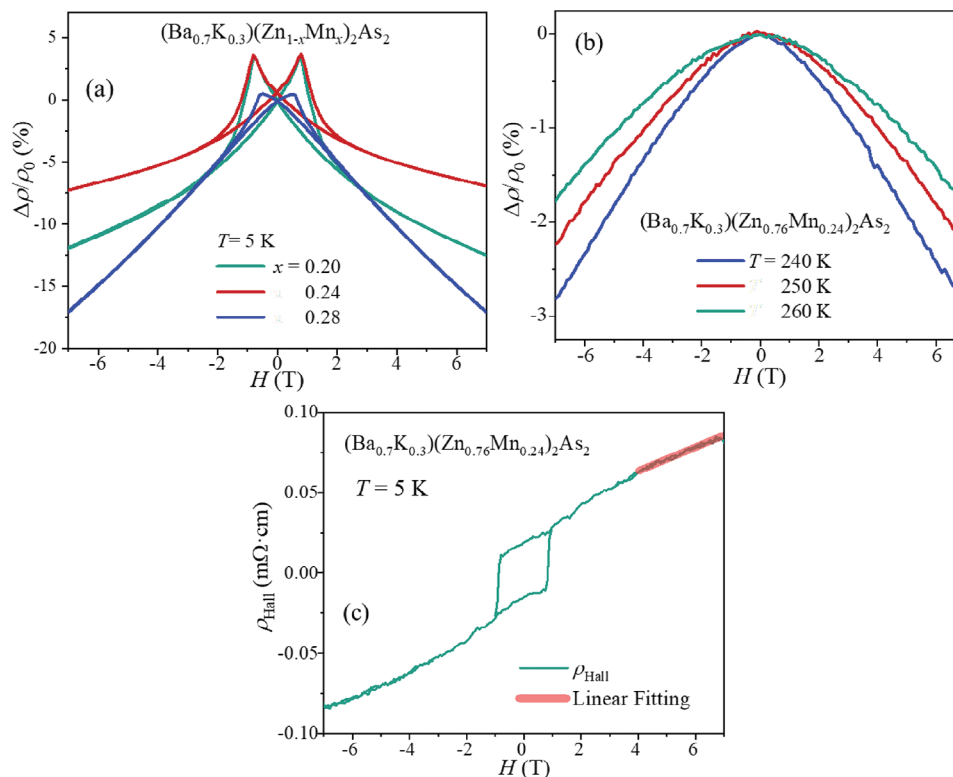 (Ba0.7K0.3)(Zn1-xMnx)2As2
(a)
Δρ/ρ0 (%)
5
0
-5
-10
-15
-20
T= 5 K
x = 0.20
0.24
0.28
-6 -4 -2 0 2 4 6
H (T)
(b)
Δρ/ρ0 (%)
0
-1
-2
-3
(Ba0.7K0.3)(Zn0.76Mn0.24)2As2
T = 240 K
250 K
260 K
-6 -4 -2 0 2 4 6
H (T)
(Ba0.7K0.3)(Zn0.76Mn0.24)2As2
T = 5 K
ρHall (mΩ·cm)
0.10
0.05
0.00
-0.05
-0.10
(c)
ρHall
Linear Fitting
-6 -4 -2 0 2 4 6
H (T)